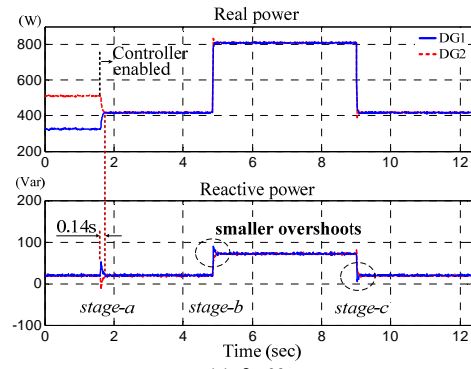 Real power
(W)
800
600
400
200
Controller
enabled
DG1
DG2
0 2 4 6 8 10 12
Reactive power
(Var)
200
100
0
-100
0.14s
smaller overshoots
stage-a stage-b stage-c
0 2 4 6 8 10 12
Time (sec)